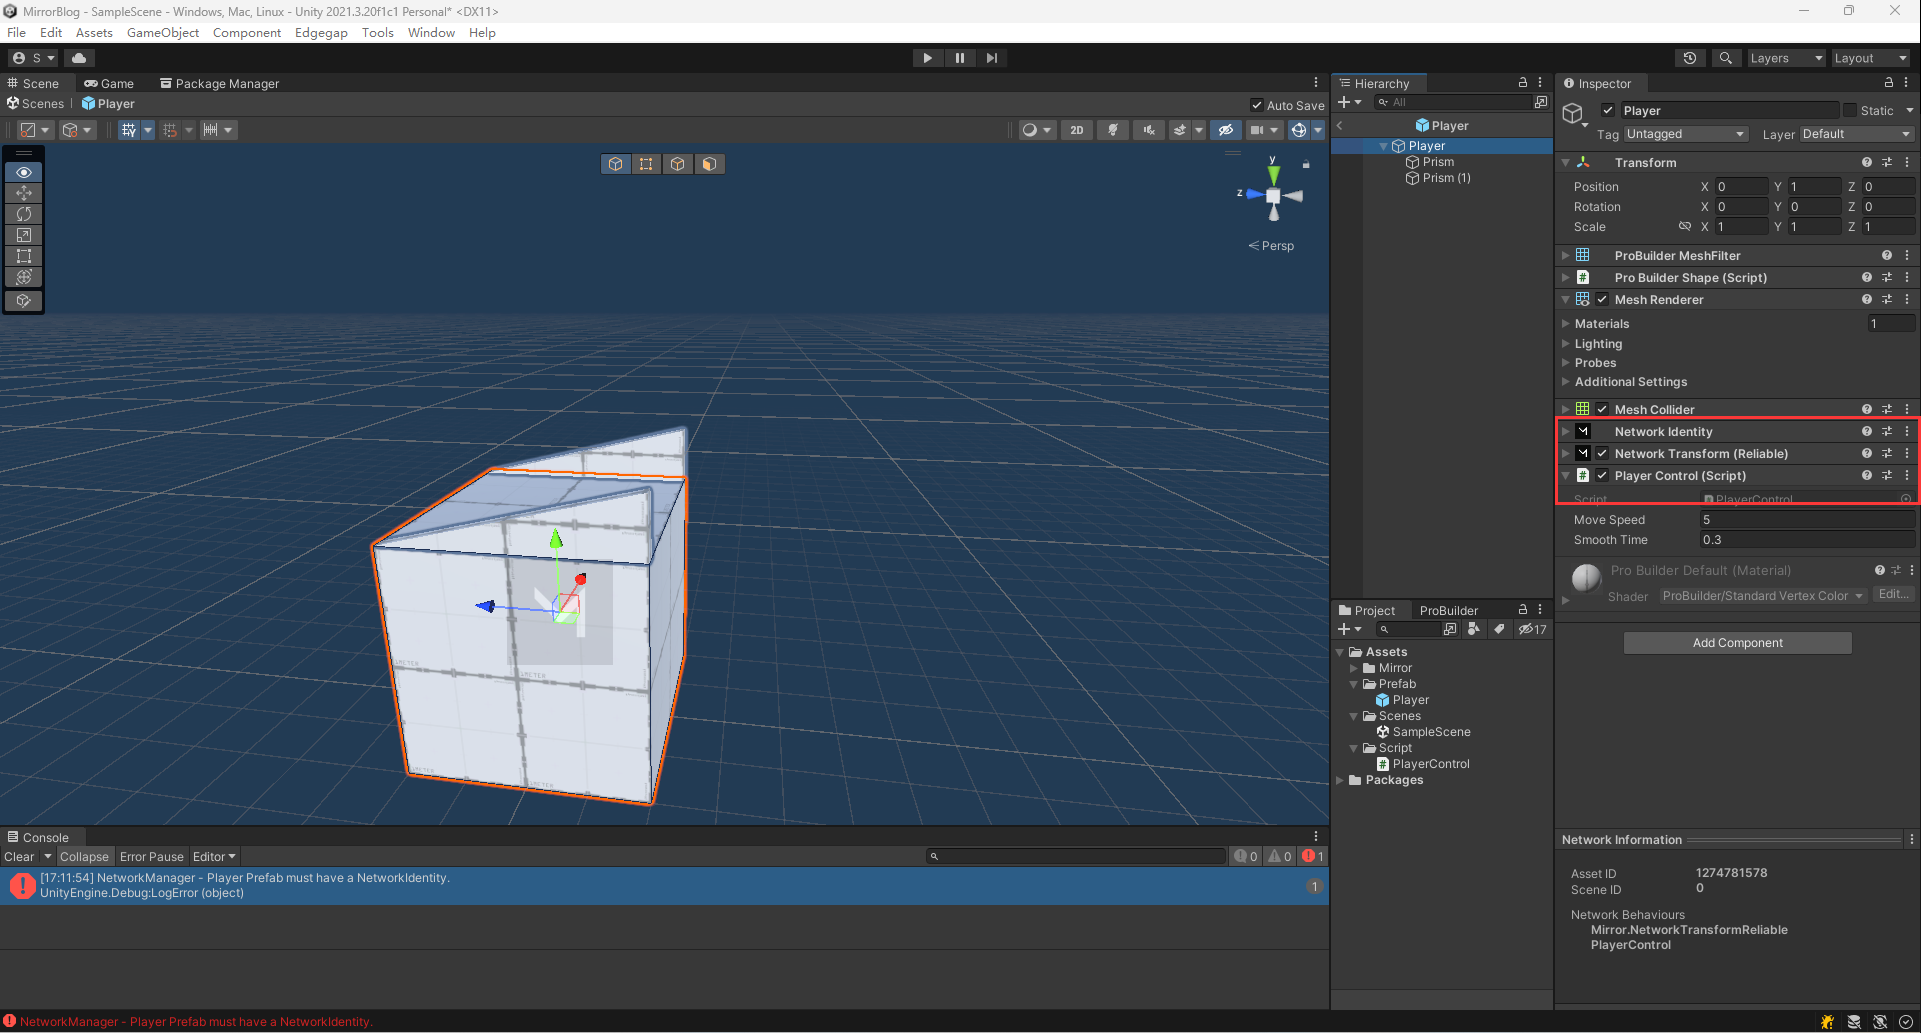 MirrorBlog - SampleScene - Windows, Mac, Linux - Unity 2021.3.20f1c1 Personal* <DX11>
File Edit Assets GameObject Component Edgegap Tools Window Help
S Layers Layout
Scene Game Package Manager
Scenes Player Auto Save
2D
y
z
Persp
Hierarchy
All
Player
Player
Prism
Prism (1)
Project ProBuilder
17
Assets
Mirror
Prefab
Player
Scenes
SampleScene
Script
PlayerControl
Packages
Inspector
Player Static
Tag Untagged Layer Default
Transform
Position X 0 Y 1 Z 0
Rotation X 0 Y 0 Z 0
Scale X 1 Y 1 Z 1
ProBuilder MeshFilter
Pro Builder Shape (Script)
Mesh Renderer
Materials 1
Lighting
Probes
Additional Settings
Mesh Collider
Network Identity
Network Transform (Reliable)
Player Control (Script)
Script PlayerControl
Move Speed 5
Smooth Time 0.3
Pro Builder Default (Material)
Shader ProBuilder/Standard Vertex Color Edit...
Add Component
Network Information
Asset ID 1274781578
Scene ID 0
Network Behaviours
Mirror.NetworkTransformReliable
PlayerControl
Console
Clear Collapse Error Pause Editor 0 0 1
[17:11:54] NetworkManager - Player Prefab must have a NetworkIdentity.
UnityEngine.Debug:LogError (object)
1
NetworkManager - Player Prefab must have a NetworkIdentity.